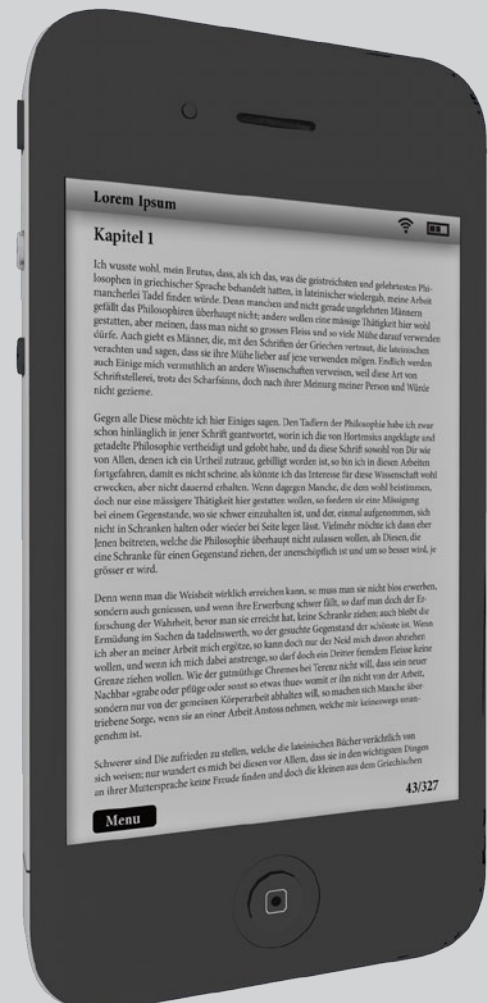 Lorem Ipsum
Kapitel 1
Ich wusste wohl, mein Brutus, dass, als ich das, was die geistreichsten und gelehrtesten Phi-
losophen in griechischer Sprache behandelt hatten, in lateinischer wiedergab, meine Arbeit
mancherlei Tadel finden würde. Denn manchen und nicht gerade ungelehrten Männern
gefällt das Philosophiren überhaupt nicht; andere wollen eine mässige Thätigkeit hier wohl
gestatten, aber meinen, dass man nicht so grossen Fleiss und so viele Mühe darauf verwenden
dürfe. Auch giebt es Männer, die, mit den Schriften der Griechen vertraut, die lateinischen
verachten und sagen, dass sie ihre Mühe lieber auf jene verwenden mögen. Endlich werden
auch Einige mich vermuthlich an andere Wissenschaften verweisen, weil diese Art von
Schriftstellerei, trotz des Scharfsinns, doch nach ihrer Meinung meiner Person und Würde
nicht gezieme.
Gegen alle Diese möchte ich hier Einiges sagen. Den Tadlern der Philosophie habe ich zwar
schon hinlänglich in jener Schrift geantwortet, worin ich die von Hortensius angeklagte und
getadelte Philosophie vertheidigt und gelobt habe, und da diese Schrift sowohl von Dir wie
von Allen, denen ich ein Urtheil zutraue, gebilligt worden ist, so bin ich in diesen Arbeiten
fortgefahren, damit es nicht scheine, als könnte ich das Interesse für diese Wissenschaft wohl
erwecken, aber nicht dauernd erhalten. Wenn dagegen Manche, die dem wohl beistimmen,
doch nur eine mässigere Thätigkeit hier gestatten wollen, so fordern sie eine Mässigung
bei einem Gegenstande, wo sie schwer einzuhalten ist, und der, einmal aufgenommen, sich
nicht in Schranken halten oder wieder bei Seite legen lässt. Vielmehr möchte ich dann eher
Jenen beitreten, welche die Philosophie überhaupt nicht zulassen wollen, als Diesen, die
eine Schranke für einen Gegenstand ziehen, der unerschöpflich ist und um so besser wird, je
grösser er wird.
Denn wenn man die Weisheit wirklich erreichen kann, so muss man sie nicht blos erwerben,
sondern auch geniessen, und wenn ihre Erwerbung schwer fällt, so darf man doch der Er-
forschung der Wahrheit, bevor man sie erreicht hat, keine Schranke ziehen; auch bleibt die
Ermüdung im Suchen da tadelnswerth, wo der gesuchte Gegenstand der schönste ist. Wenn
ich aber an meiner Arbeit mich ergötze, so kann doch nur der Neid mich davon abziehen
wollen, und wenn ich mich dabei anstrenge, so darf doch ein Dritter fremdem Fleisse keine
Grenze ziehen wollen. Wie der gutmüthige Chremes bei Terenz nicht will, dass sein neuer
Nachbar »grabe oder pflüge oder sonst so etwas thue« womit er ihn nicht von der Arbeit,
sondern nur von der gemeinen Körperarbeit abhalten will, so machen sich Manche über-
triebene Sorge, wenn sie an einer Arbeit Anstoss nehmen, welche mir keineswegs unan-
genehm ist.
Schwerer sind Die zufrieden zu stellen, welche die lateinischen Bücher verächtlich von
sich weisen; nur wundert es mich bei diesen vor Allem, dass sie in den wichtigsten Dingen
an ihrer Muttersprache keine Freude finden und doch die kleinen aus dem Griechischen
43/327
Menu